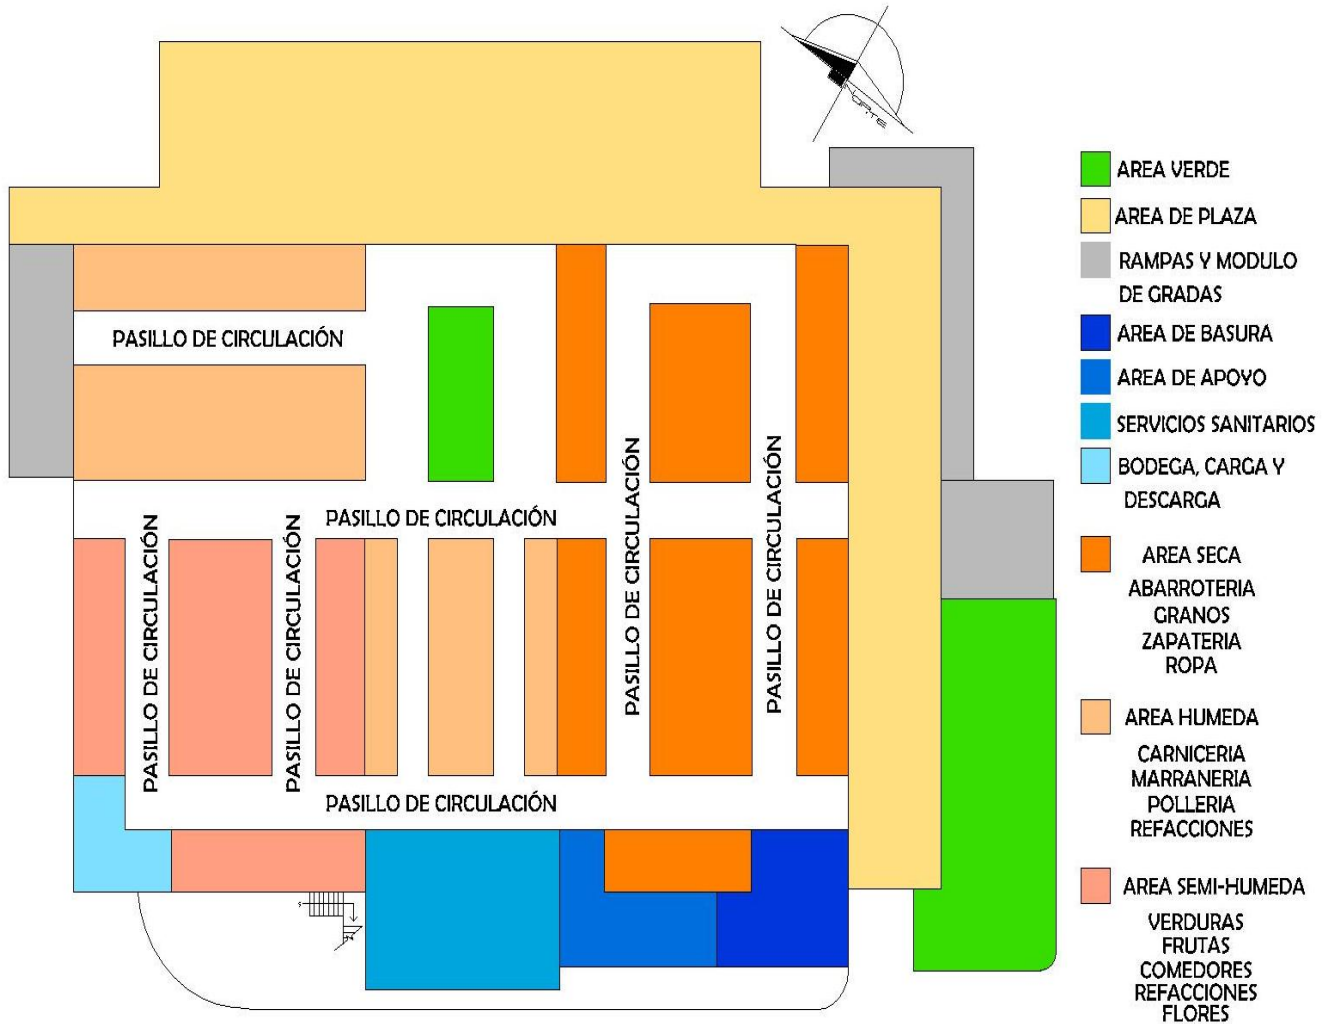 NORTE
AREA VERDE
AREA DE PLAZA
RAMPAS Y MODULO
DE GRADAS
AREA DE BASURA
AREA DE APOYO
SERVICIOS SANITARIOS
BODEGA, CARGA Y
DESCARGA
AREA SECA
ABARROTERIA
GRANOS
ZAPATERIA
ROPA
AREA HUMEDA
CARNICERIA
MARRANERIA
POLLERIA
REFACCIONES
AREA SEMI-HUMEDA
VERDURAS
FRUTAS
COMEDORES
REFACCIONES
FLORES
PASILLO DE CIRCULACIÓN
PASILLO DE CIRCULACIÓN
PASILLO DE CIRCULACIÓN
PASILLO DE CIRCULACIÓN
PASILLO DE CIRCULACIÓN
PASILLO DE CIRCULACIÓN
PASILLO DE CIRCULACIÓN